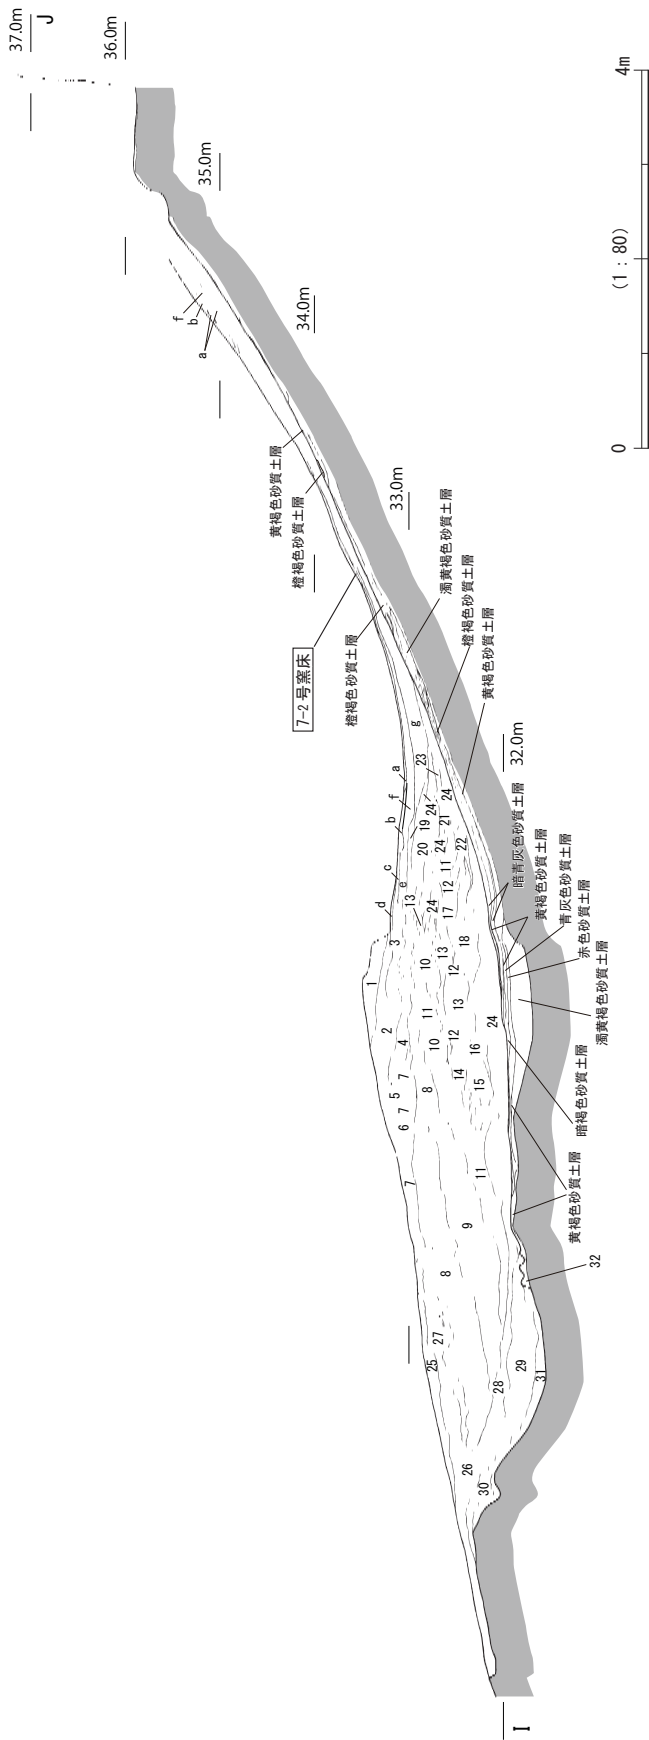 37.0m
J
36.0m
35.0m
34.0m
33.0m
32.0m
I
4m
(1:80)
0
f
b
a
黄褐色砂質土層
橙褐色砂質土層
7-2 号窯床
橙褐色砂質土層
濁黄褐色砂質土層
橙褐色砂質土層
黄褐色砂質土層
暗青灰色砂質土層
黄褐色砂質土層
青灰色砂質土層
赤色砂質土層
濁黄褐色砂質土層
暗褐色砂質土層
黄褐色砂質土層
a
f
b
c
d
e
g
23
24
24
19
21
20
24
22
11
12
13
24
17
3
10
13
18
12
1
11
13
2
4
10
12
24
16
14
7
5
8
15
7
6
7
11
9
8
27
25
28
29
31
32
26
30